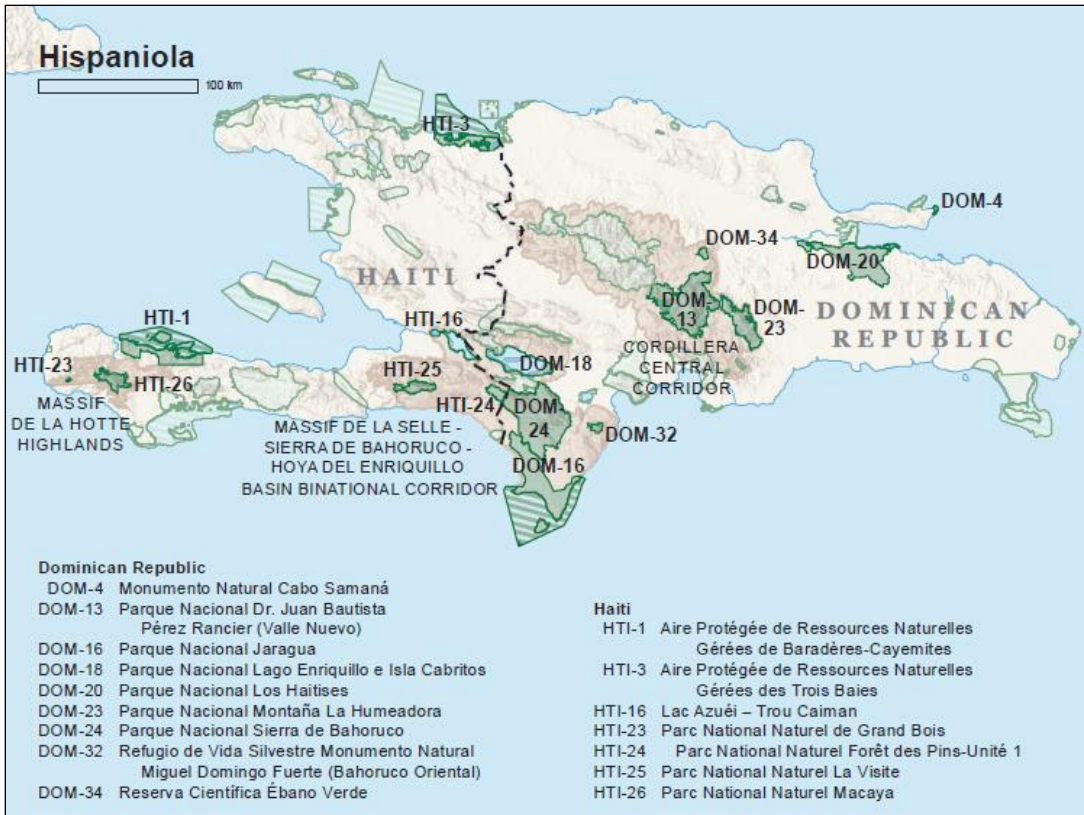 Hispaniola
100 km
HTI-3
DOM-4
DOM-34
DOM-20
HAITI
DOM-
13
DOM-
23
DOMINICAN
REPUBLIC
HTI-1
HTI-16
CORDILLERA
CENTRAL
CORRIDOR
HTI-23
HTI-26
HTI-25
DOM-18
HTI-24
DOM
24
DOM-32
MASSIF
DE LA HOTTE
HIGHLANDS
MASSIF DE LA SELLE -
SIERRA DE BAHORUCO -
HOYA DEL ENRIQUILLO
BASIN BINATIONAL CORRIDOR
DOM-16
Dominican Republic
DOM-4 Monumento Natural Cabo Samaná
DOM-13 Parque Nacional Dr. Juan Bautista
Pérez Rancier (Valle Nuevo)
DOM-16 Parque Nacional Jaragua
DOM-18 Parque Nacional Lago Enriquillo e Isla Cabritos
DOM-20 Parque Nacional Los Haitises
DOM-23 Parque Nacional Montaña La Humeadora
DOM-24 Parque Nacional Sierra de Bahoruco
DOM-32 Refugio de Vida Silvestre Monumento Natural
Miguel Domingo Fuerte (Bahoruco Oriental)
DOM-34 Reserva Científica Ébano Verde
Haiti
HTI-1 Aire Protégée de Ressources Naturelles
Gérées de Baradères-Cayemites
HTI-3 Aire Protégée de Ressources Naturelles
Gérées des Trois Baies
HTI-16 Lac Azuéi – Trou Caiman
HTI-23 Parc National Naturel de Grand Bois
HTI-24 Parc National Naturel Forêt des Pins-Unité 1
HTI-25 Parc National Naturel La Visite
HTI-26 Parc National Naturel Macaya